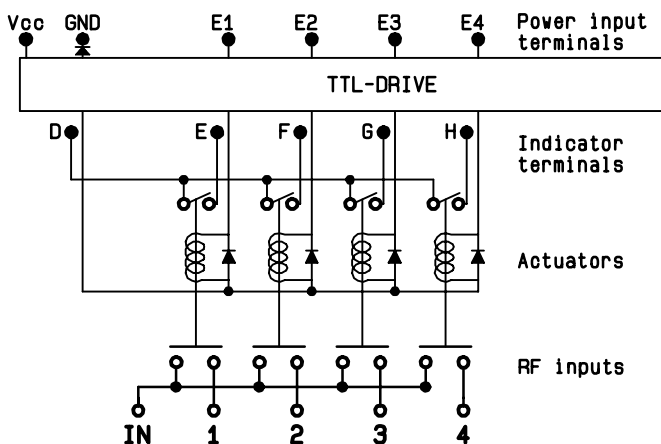 Vcc GND E1 E2 E3 E4 Power input
terminals
TTL-DRIVE
D E F G H Indicator
terminals
Actuators
RF inputs
IN 1 2 3 4